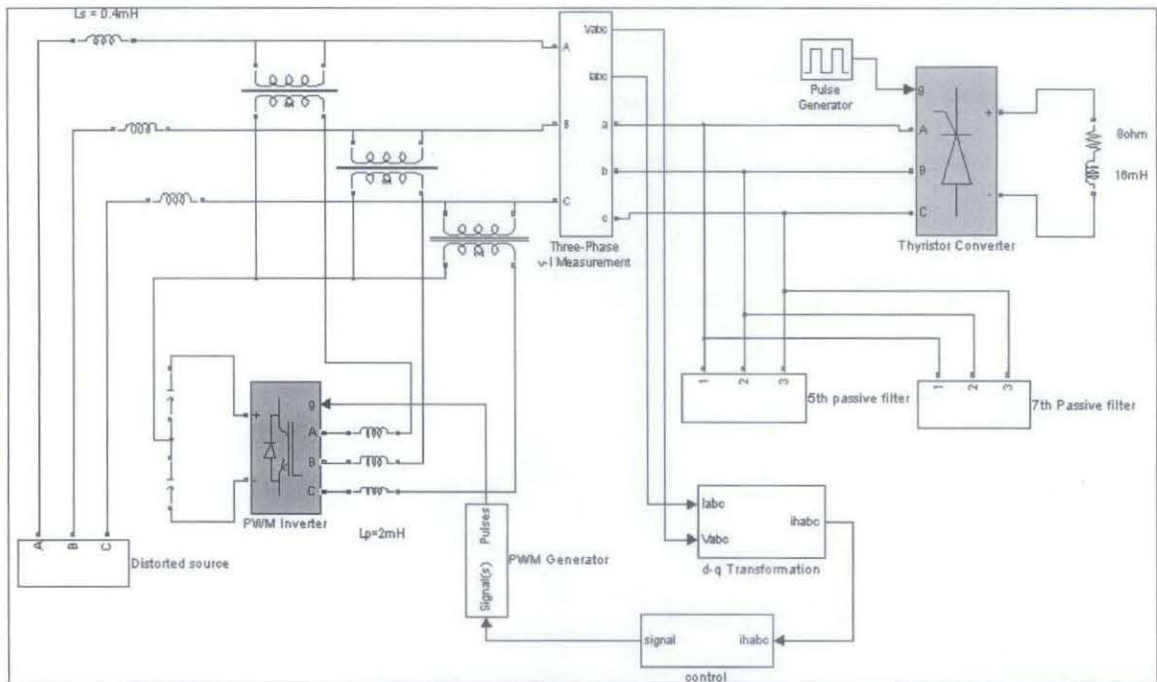 Ls = 0.4mH
A
B
C
Vabc
Iabc
a
b
c
Three-Phase
V-I Measurement
Pulse
Generator
g
A
B
C
+
-
Thyristor Converter
8ohm
16mH
1
2
3
5th passive filter
1
2
3
7th Passive filter
+
-
g
A
B
C
PWM Inverter
Lp=2mH
A
B
C
Distorted source
Signal(s) Pulses
PWM Generator
Iabc
Vabc
ihabc
d-q Transformation
signal
ihabc
control